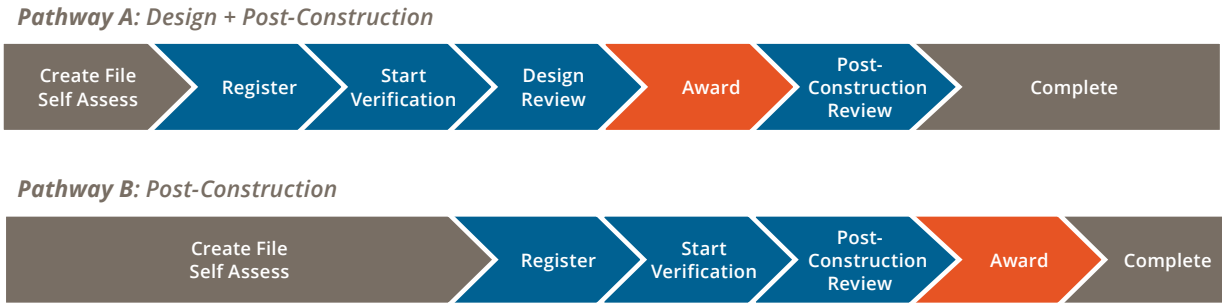 Pathway A: Design + Post-Construction
Create File
Self Assess
Register
Start
Verification
Design
Review
Award
Post-
Construction
Review
Complete
Pathway B: Post-Construction
Create File
Self Assess
Register
Start
Verification
Post-
Construction
Review
Award
Complete